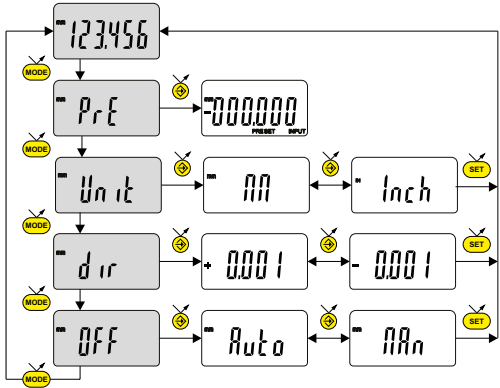 mm 123.456
MODE
mm PrE
mm -000.000
PRESET INPUT
MODE
mm Unit
mm MM
IN Inch
SET
MODE
mm dir
+ 0.001
- 0.001
SET
MODE
mm OFF
mm Auto
mm MAn
SET
MODE